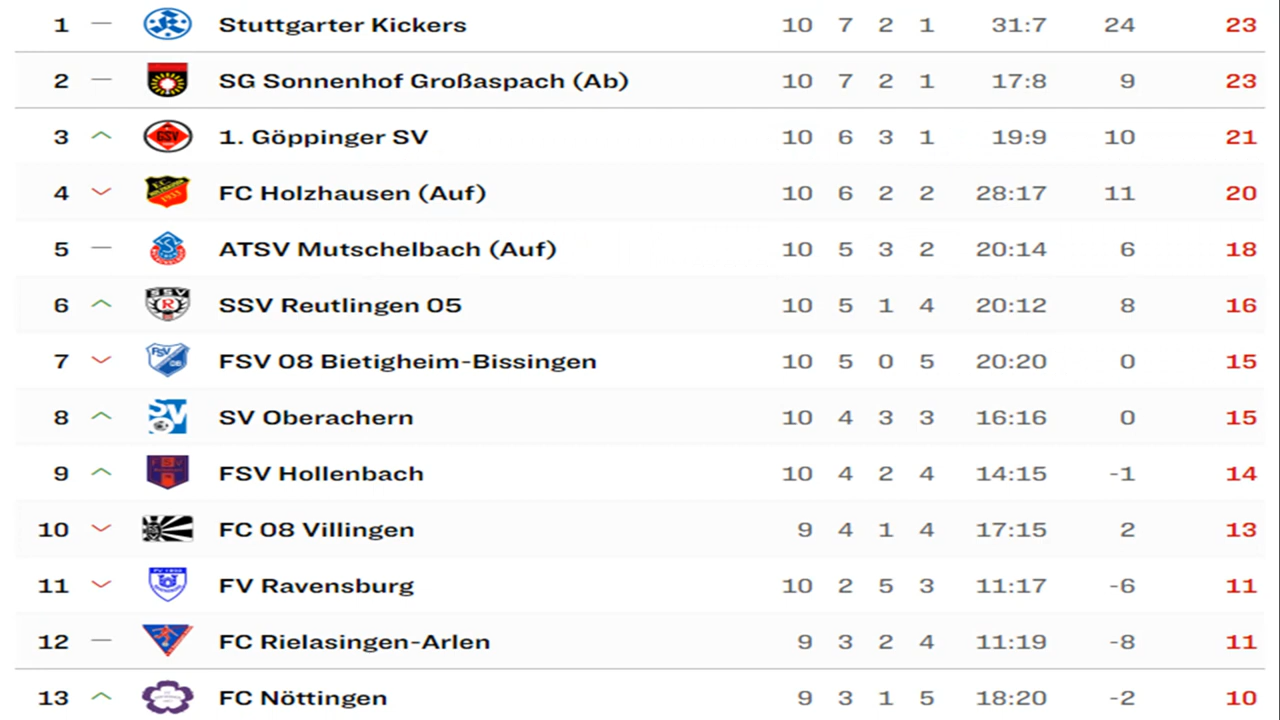 1 Stuttgarter Kickers 10 7 2 1 31:7 24 23
2 SG Sonnenhof Großaspach (Ab) 10 7 2 1 17:8 9 23
3 GSV 1. Göppinger SV 10 6 3 1 19:9 10 21
4 FC Holzhausen (Auf) 10 6 2 2 28:17 11 20
5 ATSV Mutschelbach (Auf) 10 5 3 2 20:14 6 18
6 SSV R SSV Reutlingen 05 10 5 1 4 20:12 8 16
7 FSV 08 FSV 08 Bietigheim-Bissingen 10 5 0 5 20:20 0 15
8 SV SV Oberachern 10 4 3 3 16:16 0 15
9 FSV FSV Hollenbach 10 4 2 4 14:15 -1 14
10 FC 08 Villingen 9 4 1 4 17:15 2 13
11 FV Ravensburg 10 2 5 3 11:17 -6 11
12 FC Rielasingen-Arlen 9 3 2 4 11:19 -8 11
13 FC Nöttingen 9 3 1 5 18:20 -2 10